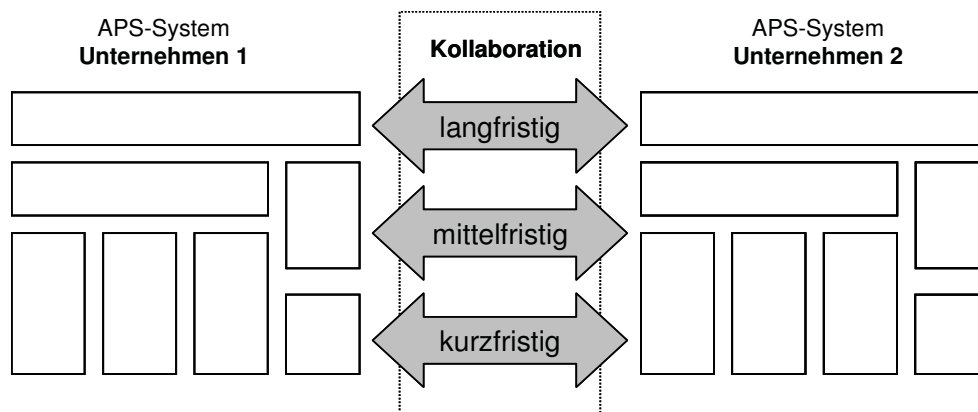 APS-System
Unternehmen 1
Kollaboration
APS-System
Unternehmen 2
langfristig
mittelfristig
kurzfristig